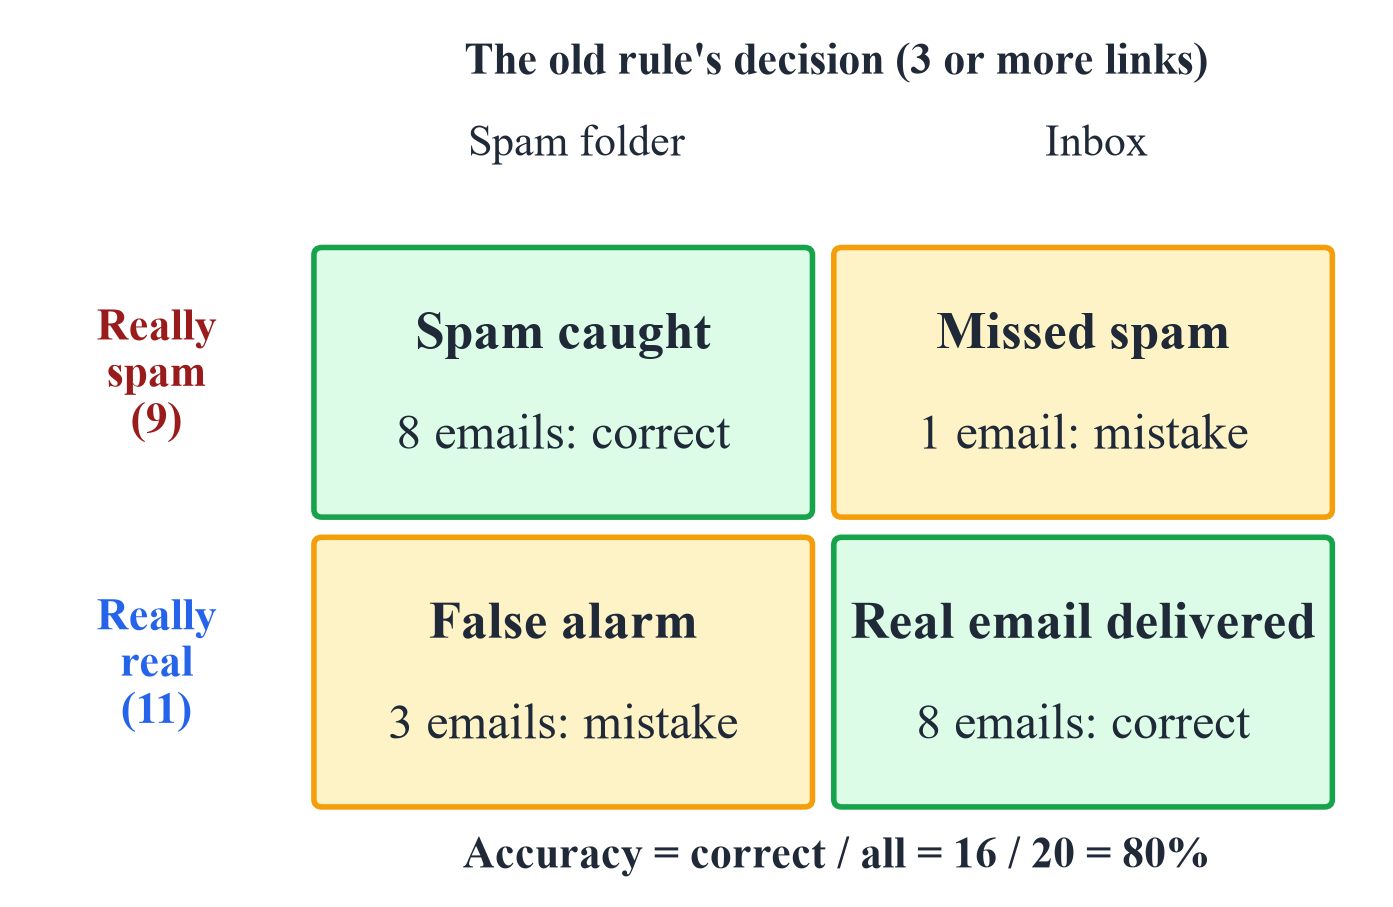 The old rule's decision (3 or more links)
Spam folder
Inbox
Really
spam
(9)
Spam caught
8 emails: correct
Missed spam
1 email: mistake
Really
real
(11)
False alarm
3 emails: mistake
Real email delivered
8 emails: correct
Accuracy = correct / all = 16 / 20 = 80%